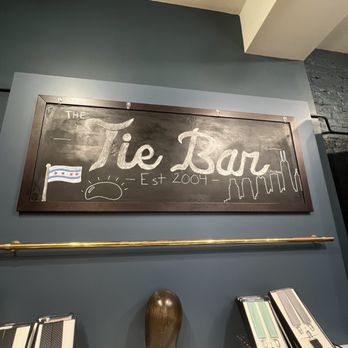 THE
Tie Bar
- Est 2004 -